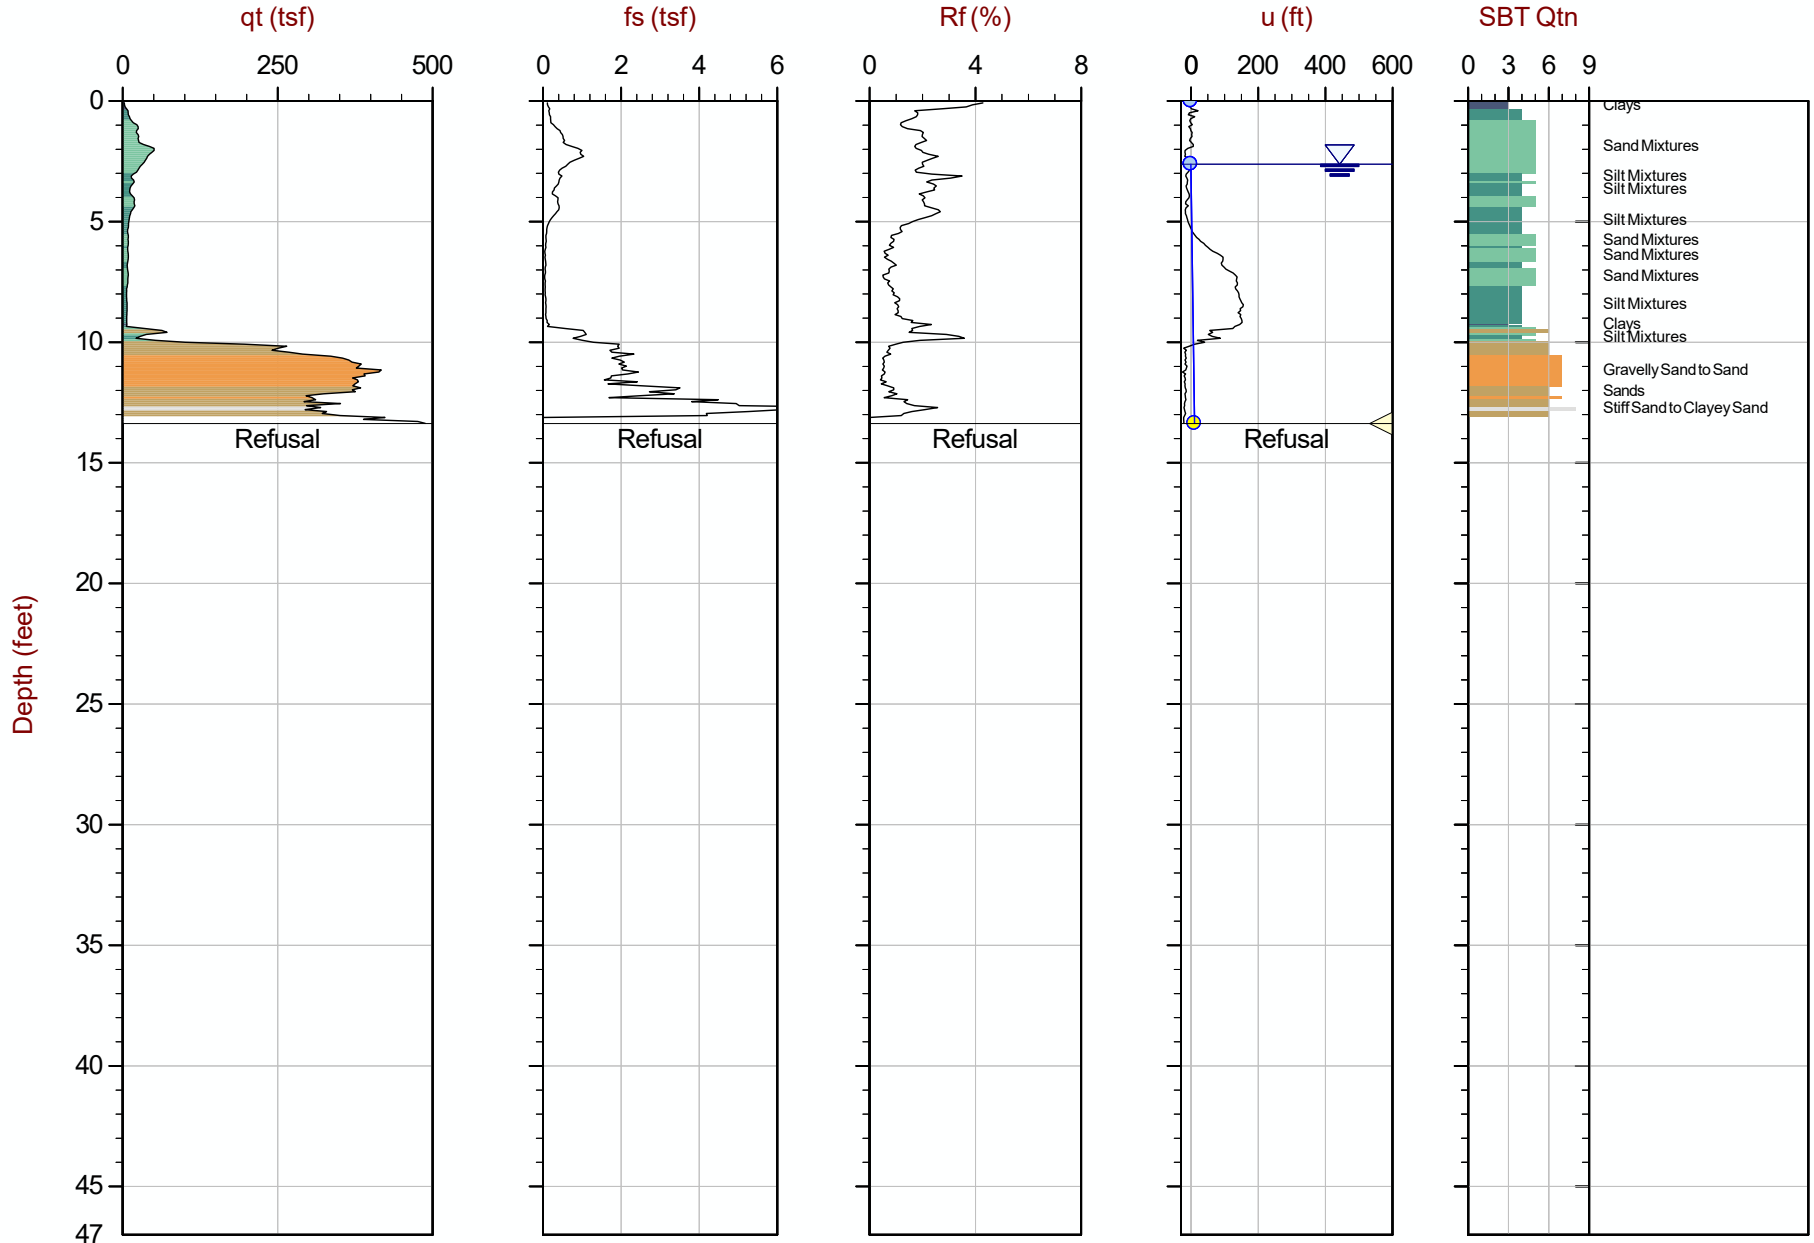 qt (tsf) fs (tsf) Rf (%) u (ft) SBT Qtn
0 250 500 0 2 4 6 0 4 8 0 200 400 600 0 3 6 9
0
Clays
Sand Mixtures
Silt Mixtures
Silt Mixtures
5
Silt Mixtures
Sand Mixtures
Sand Mixtures
Sand Mixtures
Silt Mixtures
Clays
Silt Mixtures
10
Gravelly Sand to Sand
Sands
Stiff Sand to Clayey Sand
Refusal Refusal Refusal Refusal
15
20
Depth (feet)
25
30
35
40
45
47